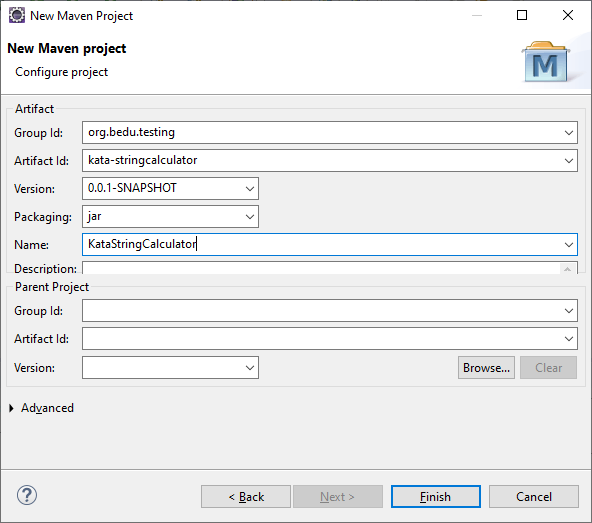 New Maven Project
New Maven project
Configure project
M
Artifact
Group Id: org.bedu.testing
Artifact Id: kata-stringcalculator
Version: 0.0.1-SNAPSHOT
Packaging: jar
Name: KataStringCalculator
Description:
Parent Project
Group Id:
Artifact Id:
Version: Browse... Clear
Advanced
? < Back Next > Finish Cancel